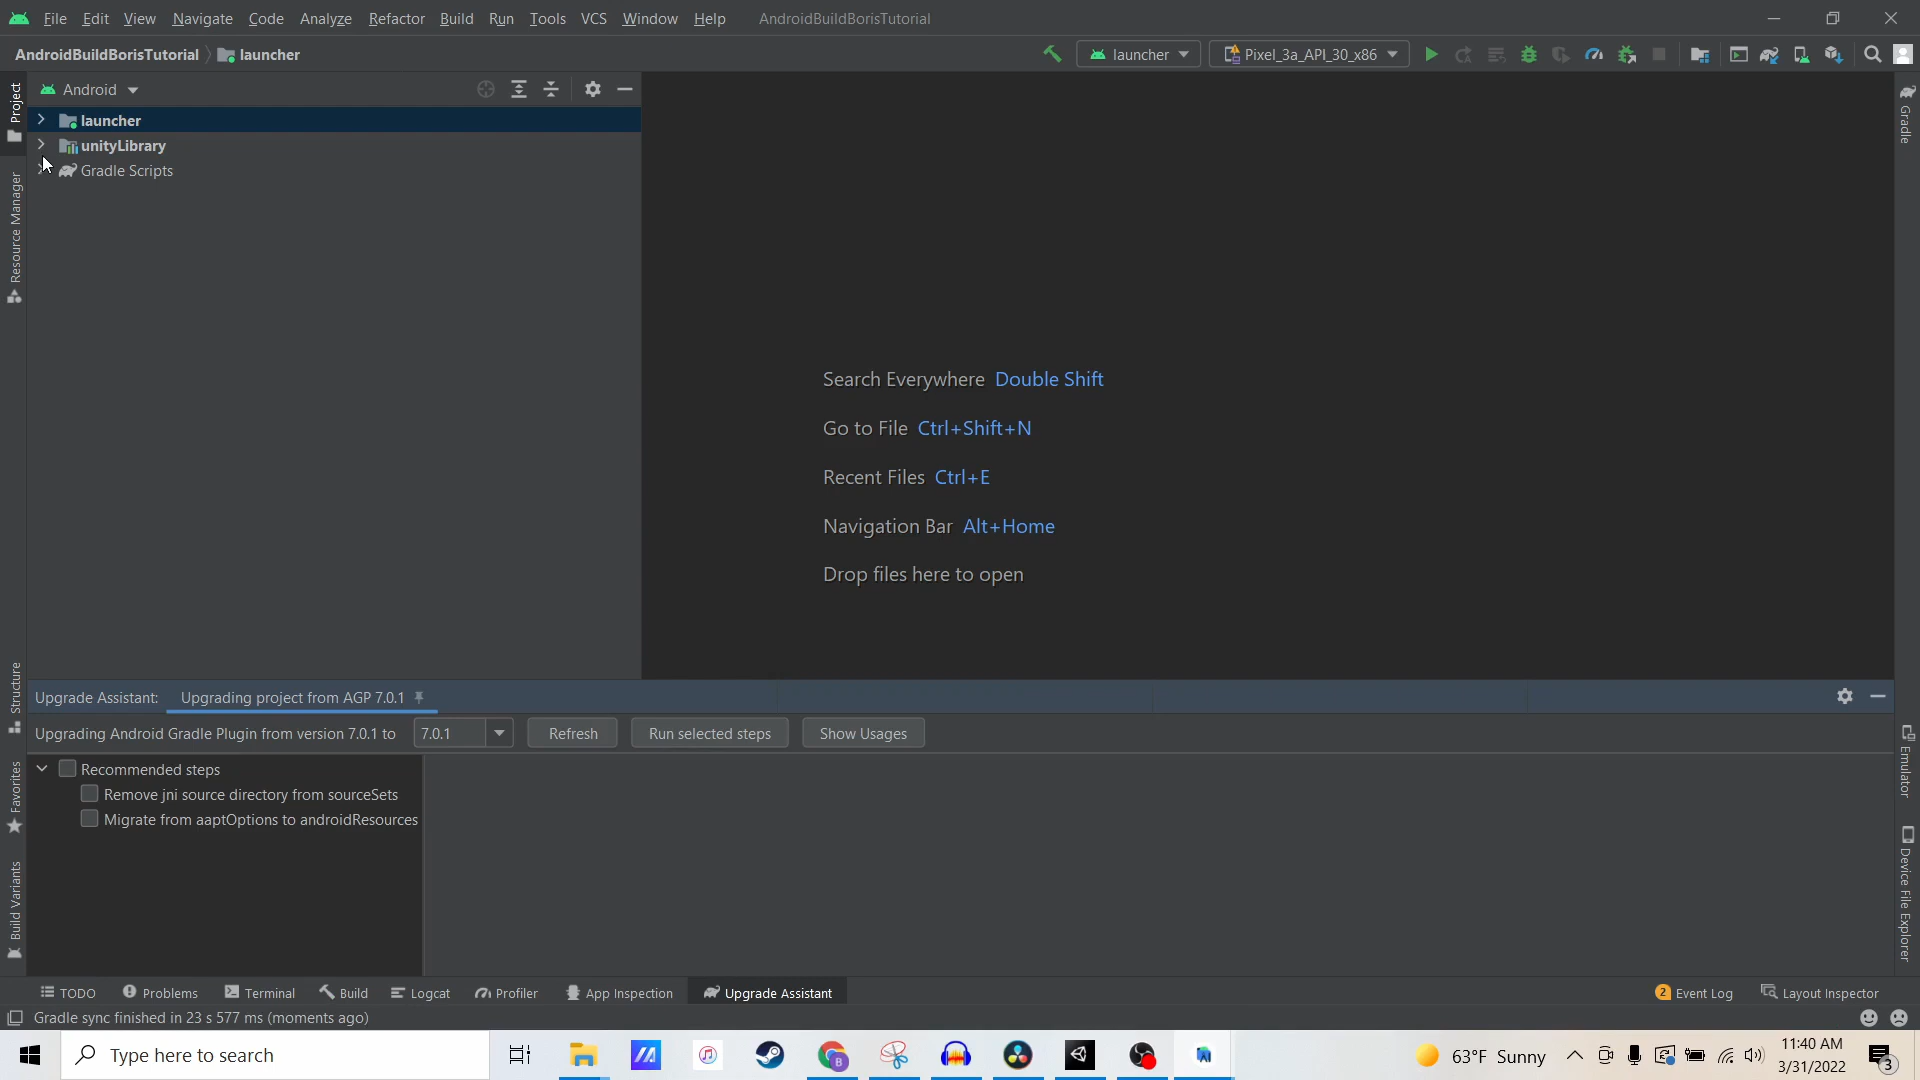 File Edit View Navigate Code Analyze Refactor Build Run Tools VCS Window Help AndroidBuildBorisTutorial
AndroidBuildBorisTutorial launcher launcher Pixel_3a_API_30_x86
Project
Android
launcher
unityLibrary
Gradle Scripts
Gradle
Resource Manager
Search Everywhere Double Shift
Go to File Ctrl+Shift+N
Recent Files Ctrl+E
Navigation Bar Alt+Home
Drop files here to open
Structure
Favorites
Build Variants
Upgrade Assistant: Upgrading project from AGP 7.0.1
Upgrading Android Gradle Plugin from version 7.0.1 to 7.0.1 Refresh Run selected steps Show Usages
Recommended steps
Remove jni source directory from sourceSets
Migrate from aaptOptions to androidResources
Emulator
Device File Explorer
TODO Problems Terminal Build Logcat Profiler App Inspection Upgrade Assistant 2 Event Log Layout Inspector
Gradle sync finished in 23 s 577 ms (moments ago)
Type here to search B 63°F Sunny 11:40 AM
3/31/2022 3